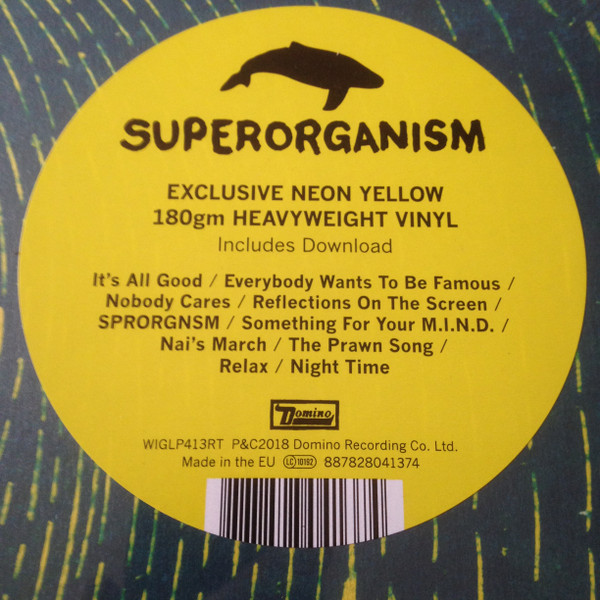 SUPERORGANISM
EXCLUSIVE NEON YELLOW
180gm HEAVYWEIGHT VINYL
Includes Download
It's All Good / Everybody Wants To Be Famous /
Nobody Cares / Reflections On The Screen /
SPRORGNSM / Something For Your M.I.N.D. /
Nai's March / The Prawn Song /
Relax / Night Time
Domino
WIGLP413RT P&C2018 Domino Recording Co. Ltd.
Made in the EU LC10192 887828041374